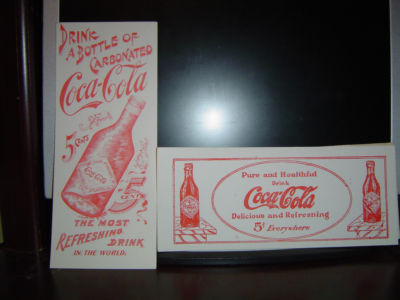 DRINK
A BOTTLE OF
CARBONATED
Coca-Cola
5 Cents
THE MOST
REFRESHING DRINK
IN THE WORLD.
Pure and Healthful
Drink
Coca-Cola
Delicious and Refreshing
5¢ Everywhere